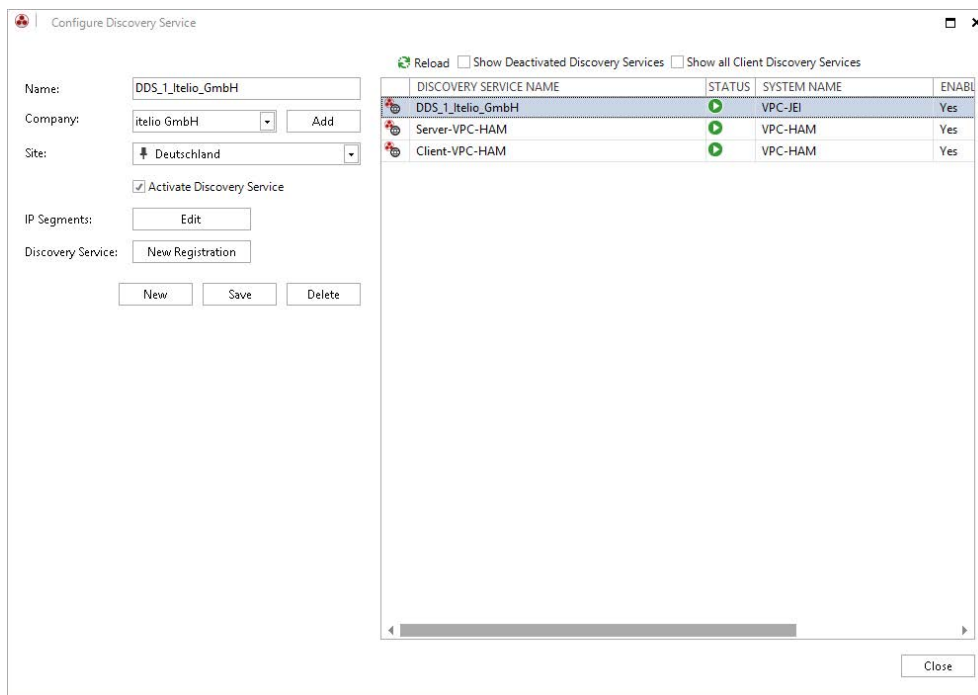 Configure Discovery Service
Name:
DDS_1_Itelio_GmbH
Company:
itelio GmbH
Add
Site:
Deutschland
Activate Discovery Service
IP Segments:
Edit
Discovery Service:
New Registration
New
Save
Delete
Reload
Show Deactivated Discovery Services
Show all Client Discovery Services
DISCOVERY SERVICE NAME STATUS SYSTEM NAME ENABL
DDS_1_Itelio_GmbH VPC-JEI Yes
Server-VPC-HAM VPC-HAM Yes
Client-VPC-HAM VPC-HAM Yes
Close